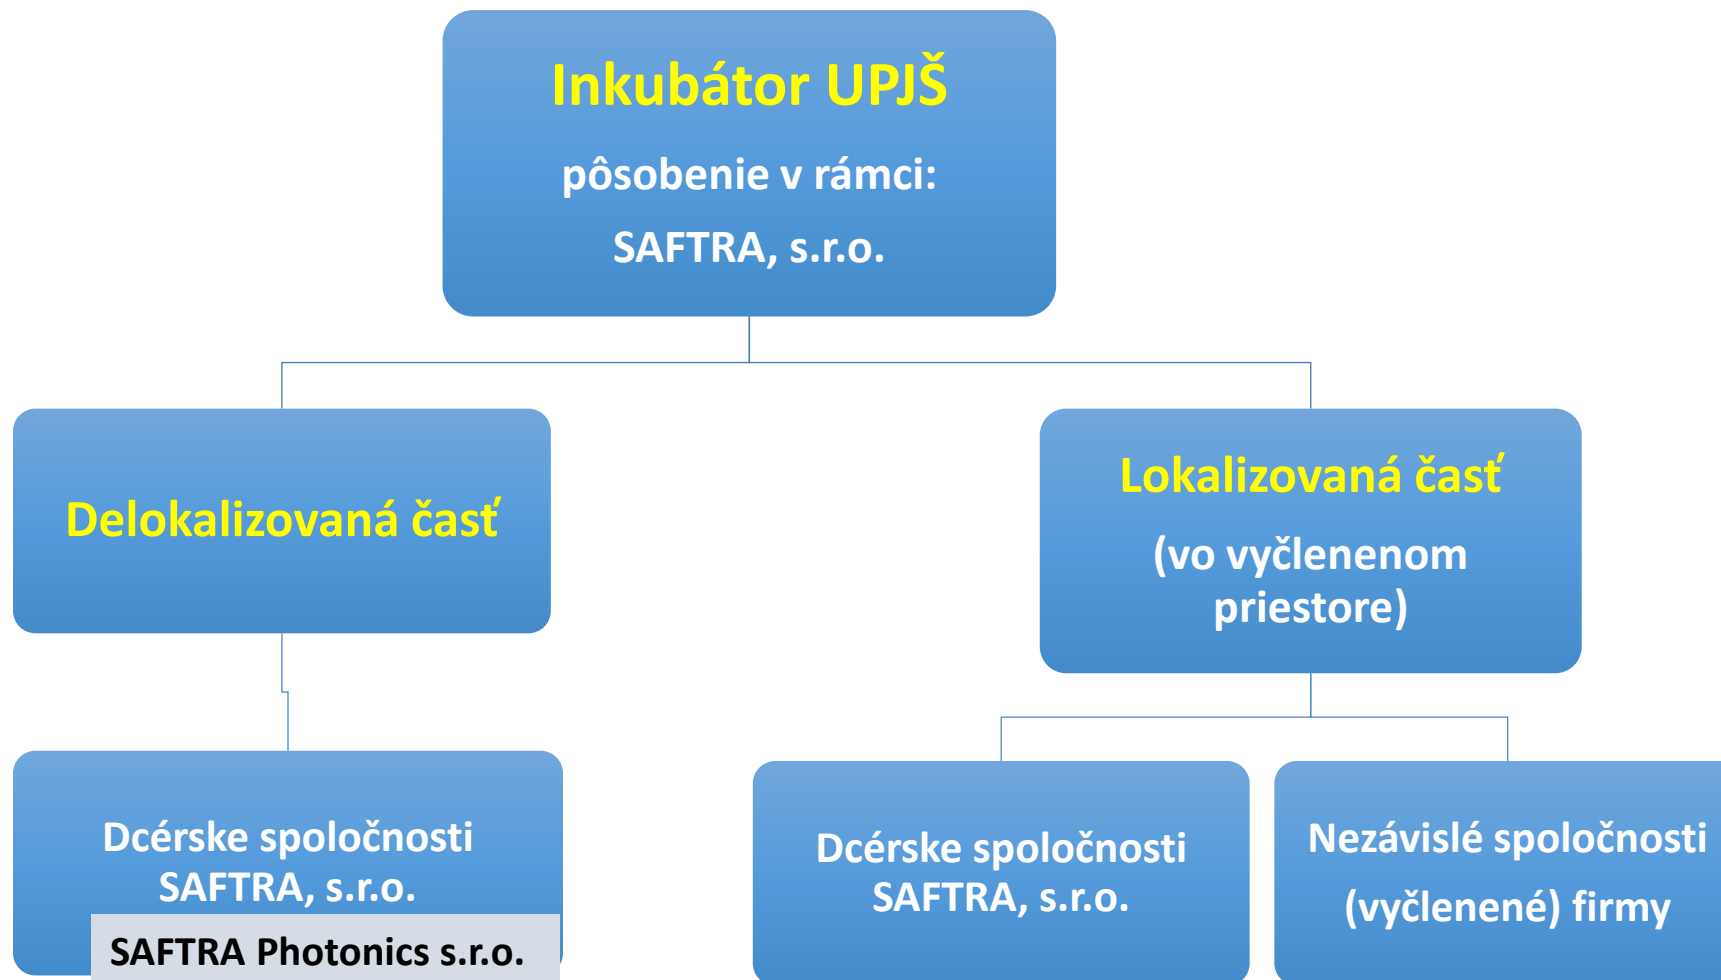 Inkubátor UPJŠ
pôsobenie v rámci:
SAFTRA, s.r.o.
Delokalizovaná časť
Lokalizovaná časť
(vo vyčlenenom
priestore)
Dcérske spoločnosti
SAFTRA, s.r.o.
SAFTRA Photonics s.r.o.
Dcérske spoločnosti
SAFTRA, s.r.o.
Nezávislé spoločnosti
(vyčlenené) firmy